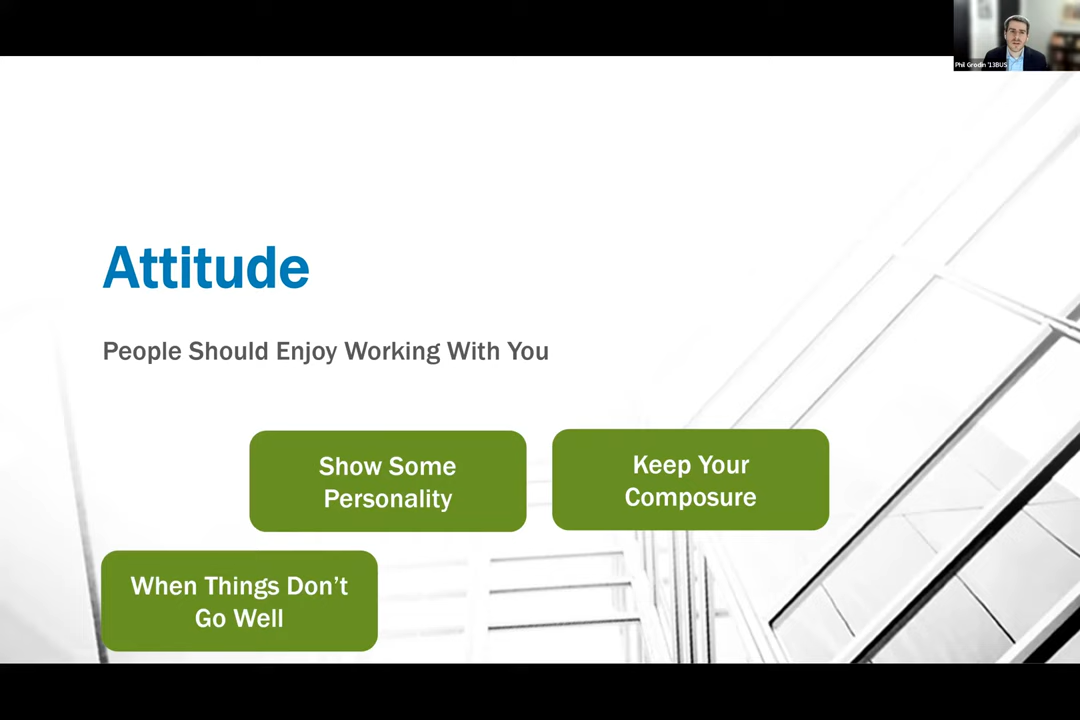 Phil Grodin '13BUS
Attitude
People Should Enjoy Working With You
Show Some
Personality
Keep Your
Composure
When Things Don’t
Go Well